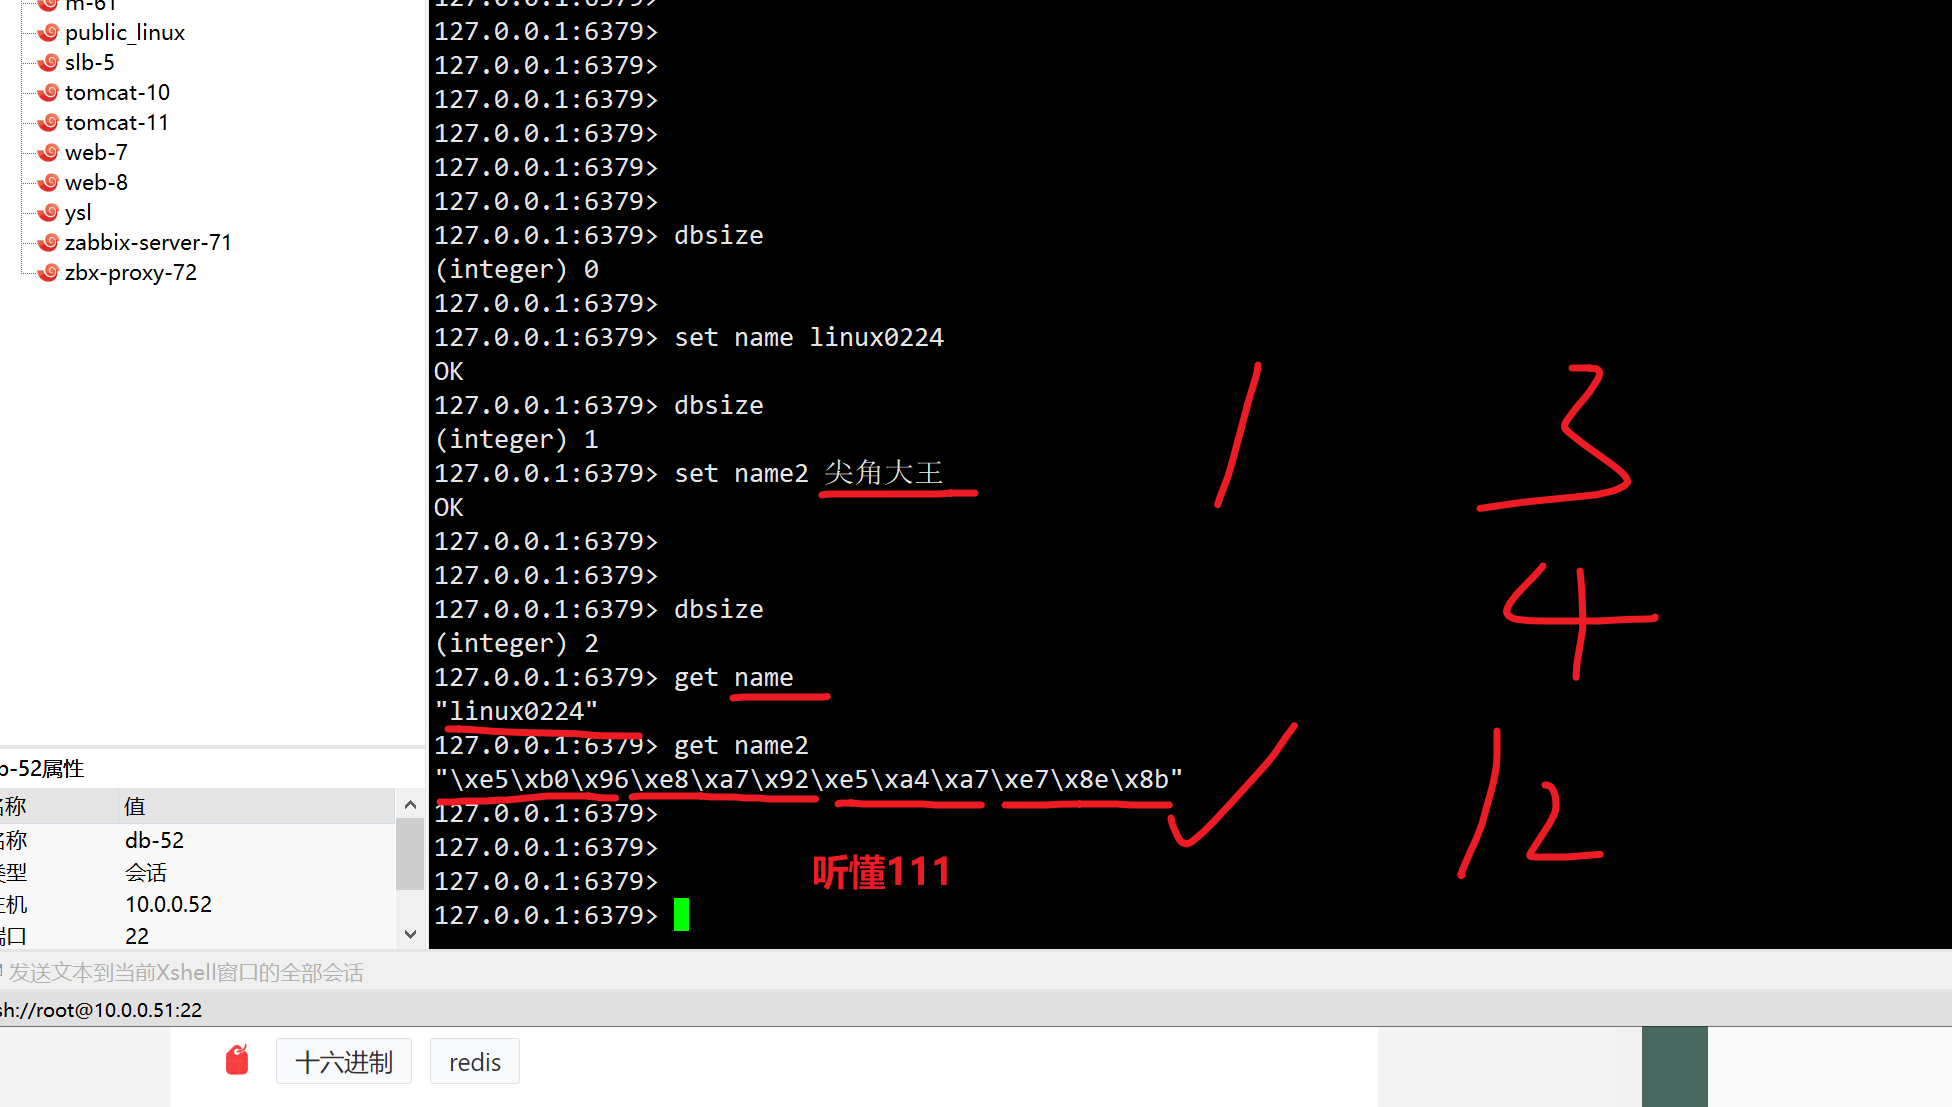 m-61
public_linux
slb-5
tomcat-10
tomcat-11
web-7
web-8
ysl
zabbix-server-71
zbx-proxy-72
127.0.0.1:6379>
127.0.0.1:6379>
127.0.0.1:6379>
127.0.0.1:6379>
127.0.0.1:6379>
127.0.0.1:6379>
127.0.0.1:6379>
127.0.0.1:6379> dbsize
(integer) 0
127.0.0.1:6379>
127.0.0.1:6379> set name linux0224
OK
127.0.0.1:6379> dbsize
(integer) 1
127.0.0.1:6379> set name2 尖角大王
OK
127.0.0.1:6379>
127.0.0.1:6379>
127.0.0.1:6379> dbsize
(integer) 2
127.0.0.1:6379> get name
"linux0224"
127.0.0.1:6379> get name2
"\xe5\xb0\x96\xe8\xa7\x92\xe5\xa4\xa7\xe7\x8e\x8b"
127.0.0.1:6379>
127.0.0.1:6379>
127.0.0.1:6379>
127.0.0.1:6379>
1 3
4
12
听懂111
-52属性
称 值
名称 db-52
类型 会话
主机 10.0.0.52
端口 22
发送文本到当前Xshell窗口的全部会话
sh://root@10.0.0.51:22
十六进制 redis